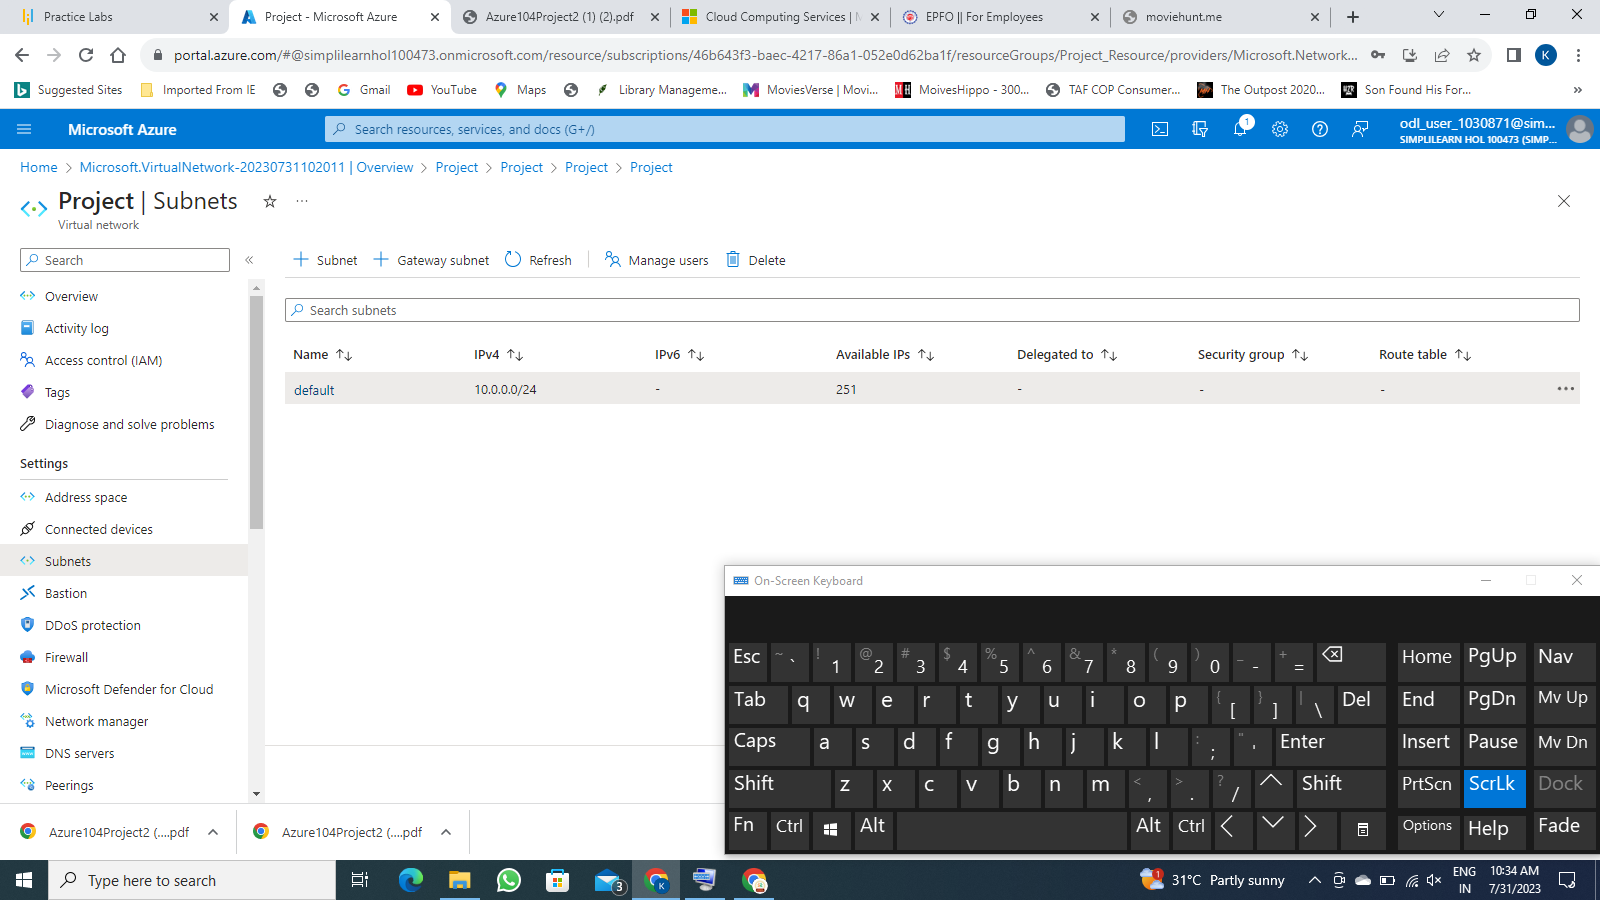 Practice Labs
Project - Microsoft Azure
Azure104Project2 (1) (2).pdf
Cloud Computing Services | M
EPFO || For Employees
moviehunt.me
portal.azure.com/#@simplilearnhol100473.onmicrosoft.com/resource/subscriptions/46b643f3-baec-4217-86a1-052e0d62ba1f/resourceGroups/Project_Resource/providers/Microsoft.Network...
K
Suggested Sites
Imported From IE
Gmail
YouTube
Maps
Library Manageme...
MoviesVerse | Movi...
MoivesHippo - 300...
TAF COP Consumer...
The Outpost 2020...
Son Found His For...
Microsoft Azure
Search resources, services, and docs (G+/)
1
odl_user_1030871@sim...
SIMPLILEARN HOL 100473 (SIMP...
Home > Microsoft.VirtualNetwork-20230731102011 | Overview > Project > Project > Project > Project
Project | Subnets
Virtual network
Search
Subnet
Gateway subnet
Refresh
Manage users
Delete
Overview
Activity log
Access control (IAM)
Tags
Diagnose and solve problems
Settings
Address space
Connected devices
Subnets
Bastion
DDoS protection
Firewall
Microsoft Defender for Cloud
Network manager
DNS servers
Peerings
Search subnets
Name IPv4 IPv6 Available IPs Delegated to Security group Route table
default 10.0.0.0/24 - 251 - - -
On-Screen Keyboard
Esc ~ ` ! 1 @ 2 # 3 $ 4 % 5 ^ 6 & 7 * 8 ( 9 ) 0 _ - + = Home PgUp Nav
Tab q w e r t y u i o p { [ } ] | \ Del End PgDn Mv Up
Caps a s d f g h j k l : ; " ' Enter Insert Pause Mv Dn
Shift z x c v b n m < , > . ? / Shift PrtScn ScrLk Dock
Fn Ctrl Alt Alt Ctrl Options Help Fade
Azure104Project2 (....pdf
Azure104Project2 (....pdf
Type here to search
3
K
1
31°C Partly sunny
ENG
IN
10:34 AM
7/31/2023